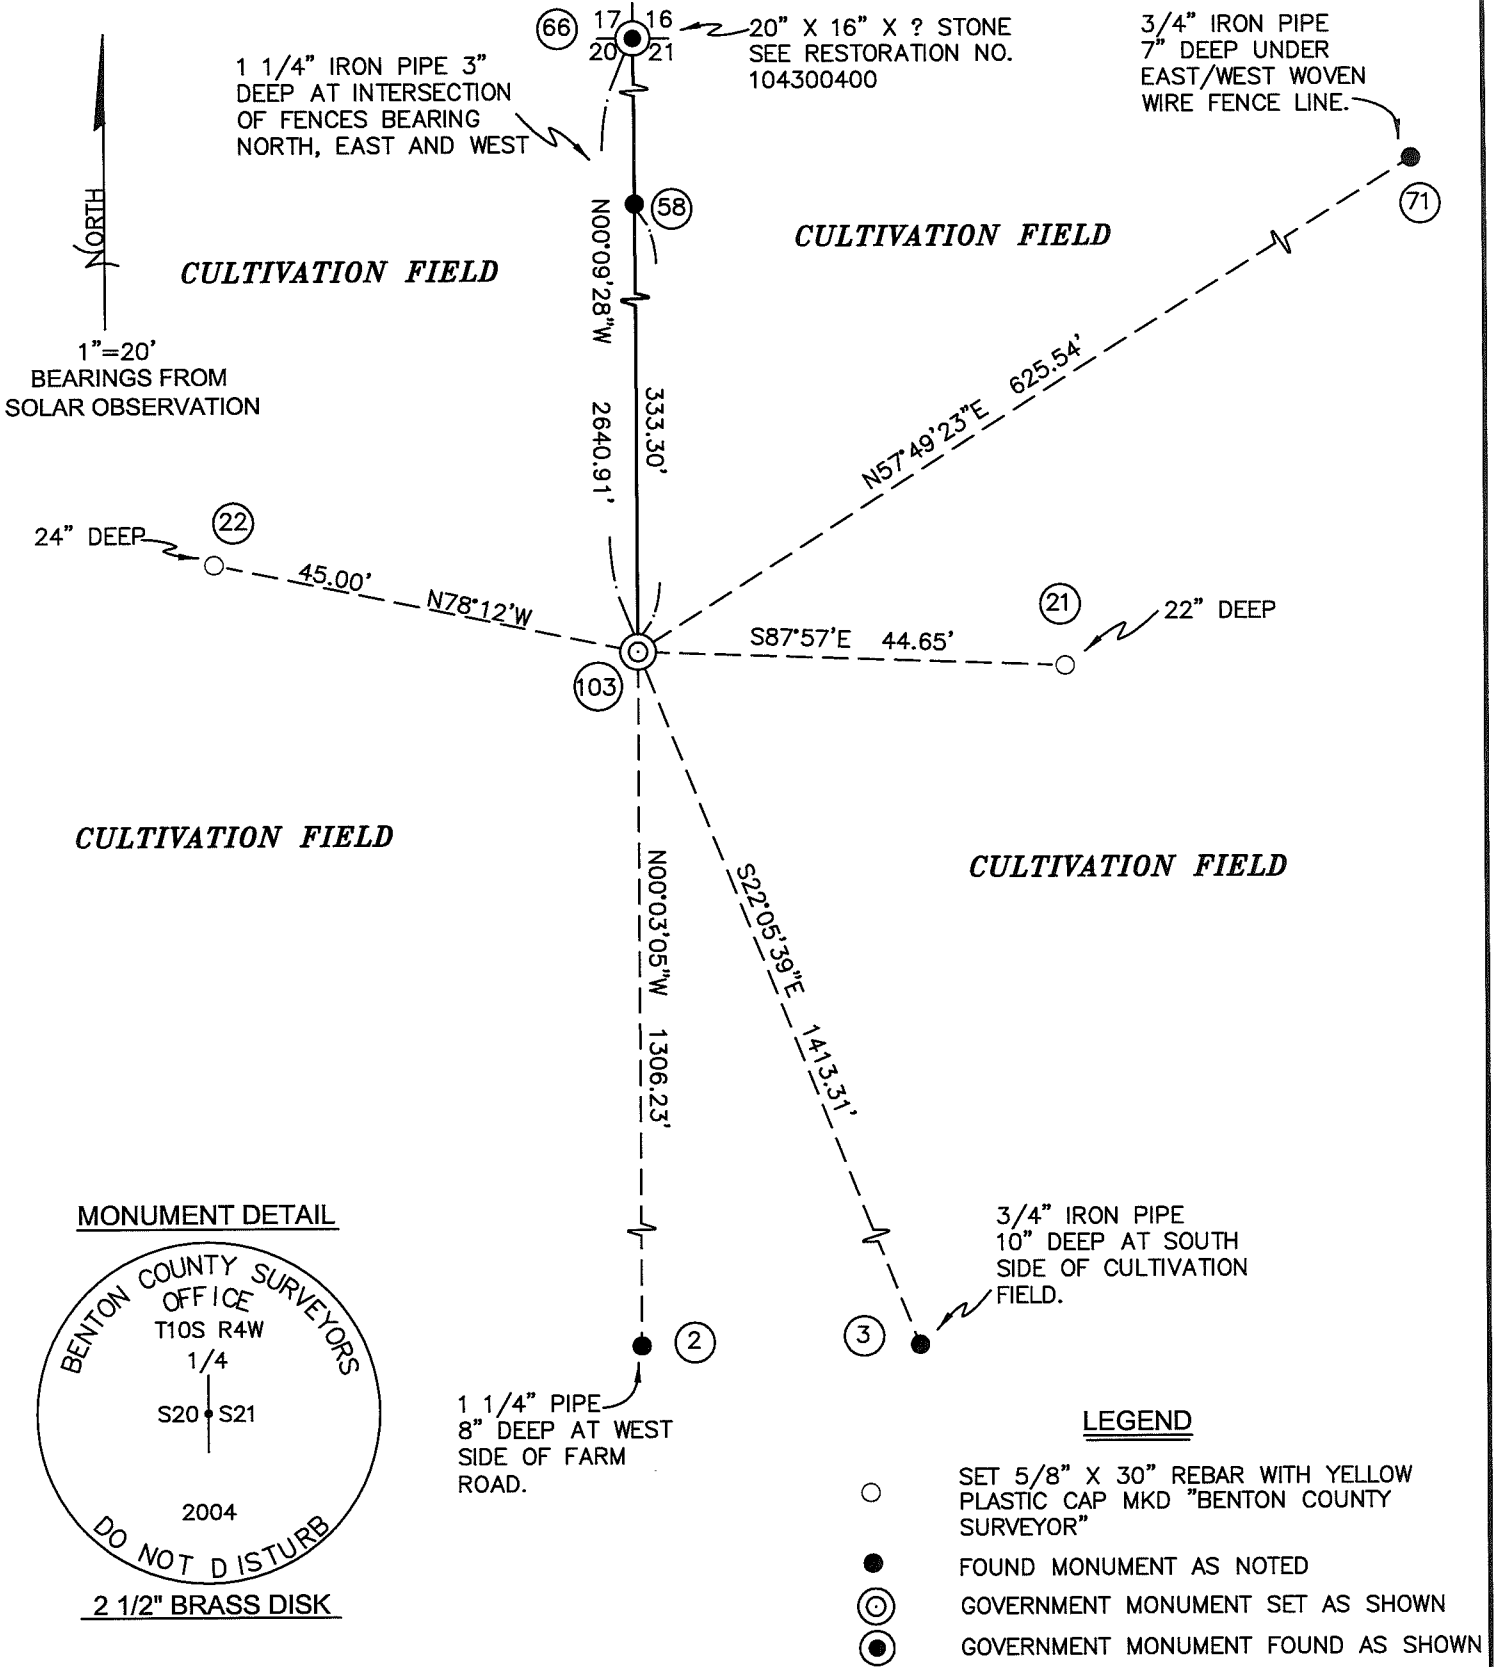 66
17 16
20 21
20" X 16" X ? STONE
SEE RESTORATION NO.
104300400
3/4" IRON PIPE
7" DEEP UNDER
EAST/WEST WOVEN
WIRE FENCE LINE.
1 1/4" IRON PIPE 3"
DEEP AT INTERSECTION
OF FENCES BEARING
NORTH, EAST AND WEST
NORTH
1"=20'
BEARINGS FROM
SOLAR OBSERVATION
58
71
CULTIVATION FIELD
CULTIVATION FIELD
N00°09'28"W 2640.91'
333.30'
N57°49'23"E 625.54'
22
24" DEEP
45.00' N78°12'W
21
22" DEEP
S87°57'E 44.65'
103
CULTIVATION FIELD
CULTIVATION FIELD
N00°03'05"W 1306.23'
S22°05'39"E 1413.31'
3/4" IRON PIPE
10" DEEP AT SOUTH
SIDE OF CULTIVATION
FIELD.
2
3
1 1/4" PIPE
8" DEEP AT WEST
SIDE OF FARM
ROAD.
MONUMENT DETAIL
BENTON COUNTY SURVEYORS
OFFICE
T10S R4W
1/4
S20 S21
2004
DO NOT DISTURB
2 1/2" BRASS DISK
LEGEND
SET 5/8" X 30" REBAR WITH YELLOW
PLASTIC CAP MKD "BENTON COUNTY
SURVEYOR"
FOUND MONUMENT AS NOTED
GOVERNMENT MONUMENT SET AS SHOWN
GOVERNMENT MONUMENT FOUND AS SHOWN